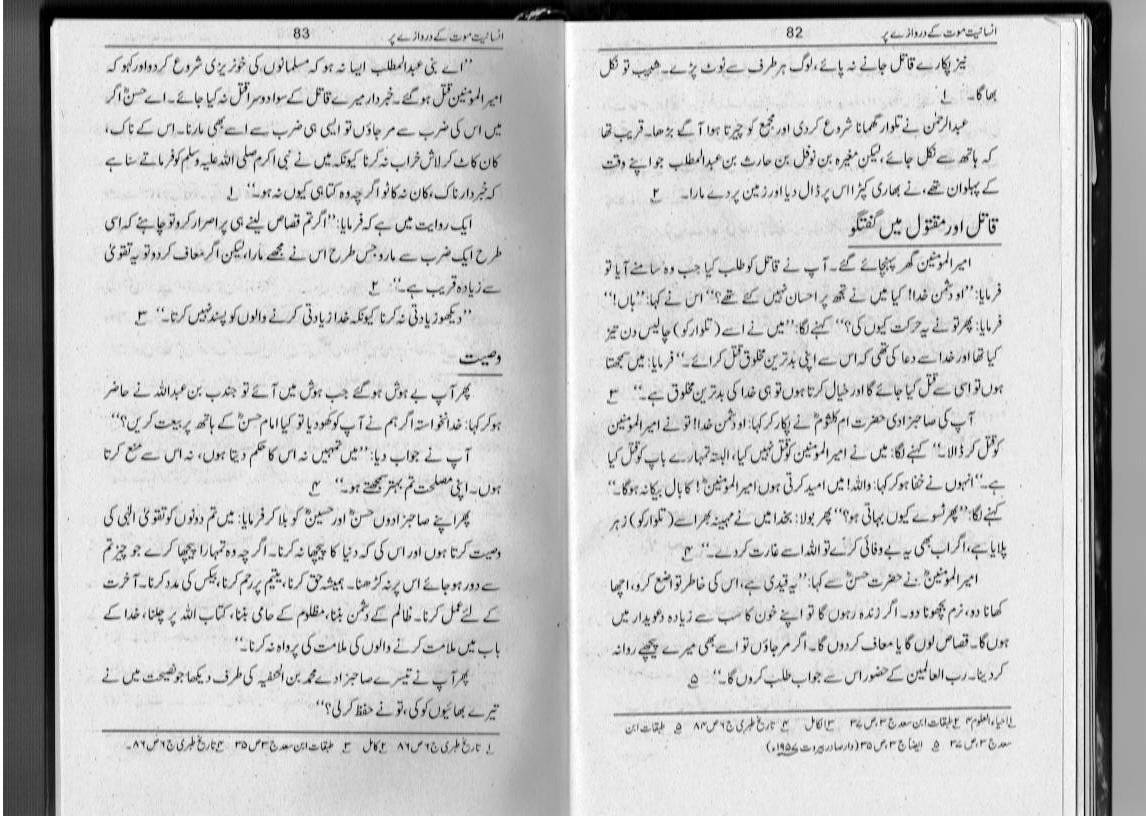 انسانیت موت کے دروازے پر
82
نیز پکارے قاتل جانے نہ پائے، لوگ ہر طرف سے ٹوٹ پڑے۔ شبیب تو نکل
بھاگا۔ ۱
عبدالرحمٰن نے تلوار گھمانا شروع کردی اور مجمع کو چیرتا ہوا آگے بڑھا۔ قریب تھا
کہ ہاتھ سے نکل جائے، لیکن مغیرہ بن نوفل بن حارث بن عبدالمطلب جو اپنے وقت
کے پہلوان تھے، نے بھاری کپڑا اس پر ڈال دیا اور زمین پر دے مارا۔ ۲
قاتل اور مقتول میں گفتگو
امیر المؤمنین گھر پہنچائے گئے۔ آپ نے قاتل کو طلب کیا جب وہ سامنے آیا تو
فرمایا: ’’او دشمن خدا! کیا میں نے تجھ پر احسان نہیں کئے تھے؟‘‘ اس نے کہا: ’’ہاں!‘‘
فرمایا: پھر تو نے یہ حرکت کیوں کی؟‘‘ کہنے لگا: ’’میں نے اسے (تلوار کو) چالیس دن تیز
کیا تھا اور خدا سے دعا کی تھی کہ اس سے اپنی بدترین مخلوق قتل کرائے۔‘‘ فرمایا: میں سمجھتا
ہوں تو اسی سے قتل کیا جائے گا اور خیال کرتا ہوں تو ہی خدا کی بدترین مخلوق ہے۔‘‘ ۳
آپ کی صاحبزادی حضرت ام کلثومؓ نے پکار کر کہا: او دشمن خدا! تو نے امیر المؤمنین
کو قتل کر ڈالا۔‘‘ کہنے لگا: میں نے امیر المؤمنین کو قتل نہیں کیا، البتہ تمہارے باپ کو قتل کیا
ہے۔‘‘ انہوں نے خفا ہو کر کہا: واللہ! میں امید کرتی ہوں امیر المؤمنینؓ! کا بال بیکا نہ ہوگا۔‘‘
کہنے لگا: ’’پھر ٹسوے کیوں بہاتی ہو؟‘‘ پھر بولا: بخدا میں نے مہینہ بھر اسے (تلوار کو) زہر
پلایا ہے، اگر اب بھی یہ بے وفائی کرے تو اللہ اسے غارت کردے۔‘‘ ۴
امیر المؤمنینؓ نے حضرت حسنؓ سے کہا: ’’یہ قیدی ہے، اس کی خاطر تواضع کرو، اچھا
کھانا دو، نرم بچھونا دو۔ اگر زندہ رہوں گا تو اپنے خون کا سب سے زیادہ دعویدار میں
ہوں گا۔ قصاص لوں گا یا معاف کردوں گا۔ اگر مرجاؤں تو اسے بھی میرے پیچھے روانہ
کردینا۔ رب العالمین کے حضور اس سے جواب طلب کروں گا۔‘‘ ۵
۱ احیاء العلوم ۴ ۲ طبقات ابن سعد ج ۳، ص ۳۷ ۳ الکامل ۴ تاریخ طبری ج ۶ ص ۸۴ ۵ طبقات ابن
سعد ج ۳، ص ۳۷ ۵ ایضاً ج ۳، ص ۳۵ (دار صادر بیروت ۱۹۵۷ء)
انسانیت موت کے دروازے پر
83
’’اے بنی عبدالمطلب ایسا نہ ہو کہ مسلمانوں کی خونریزی شروع کردو اور کہو کہ
امیر المؤمنین قتل ہو گئے۔ خبردار میرے قاتل کے سوا دوسرا قتل نہ کیا جائے۔ اے حسنؓ اگر
میں اس کی ضرب سے مر جاؤں تو ایسی ہی ضرب سے اسے بھی مارنا۔ اس کے ناک،
کان کاٹ کر لاش خراب نہ کرنا کیونکہ میں نے نبی اکرم صلی اللہ علیہ وسلم کو فرماتے سنا ہے
کہ خبردار ناک، کان نہ کاٹو اگرچہ وہ کتا ہی کیوں نہ ہو۔‘‘ ۱
ایک روایت میں ہے کہ فرمایا: ’’اگر تم قصاص لینے ہی پر اصرار کرو تو چاہئے کہ اسی
طرح ایک ضرب سے مارو جس طرح اس نے مجھے مارا، لیکن اگر معاف کردو تو یہ تقویٰ
سے زیادہ قریب ہے۔‘‘ ۲
’’دیکھو زیادتی نہ کرنا کیونکہ خدا زیادتی کرنے والوں کو پسند نہیں کرتا۔‘‘ ۳
وصیت
پھر آپ بے ہوش ہو گئے جب ہوش میں آئے تو جندب بن عبداللہ نے حاضر
ہو کر کہا: خدانخواستہ اگر ہم نے آپ کو کھو دیا تو کیا امام حسنؓ کے ہاتھ پر بیعت کریں؟‘‘
آپ نے جواب دیا: ’’میں تمہیں نہ اس کا حکم دیتا ہوں، نہ اس سے منع کرتا
ہوں۔ اپنی مصلحت تم بہتر سمجھتے ہو۔‘‘ ۴
پھر اپنے صاحبزادوں حسنؓ اور حسینؓ کو بلا کر فرمایا: میں تم دونوں کو تقویٰ الٰہی کی
وصیت کرتا ہوں اور اس کی کہ دنیا کا پیچھا نہ کرنا۔ اگرچہ وہ تمہارا پیچھا کرے جو چیز تم
سے دور ہو جائے اس پر نہ کڑھنا۔ ہمیشہ حق کرنا، یتیم پر رحم کرنا، بیکس کی مدد کرنا۔ آخرت
کے لئے عمل کرنا۔ ظالم کے دشمن بننا، مظلوم کے حامی بننا، کتاب اللہ پر چلنا، خدا کے
باب میں ملامت کرنے والوں کی ملامت کی پرواہ نہ کرنا۔‘‘
پھر آپ نے تیسرے صاحبزادے محمد بن الحنفیہ کی طرف دیکھا جو نصیحت میں نے
تیرے بھائیوں کو کی، تو نے حفظ کرلی؟‘‘
۱ تاریخ طبری ج ۶ ص ۸۶ ۲ کامل ۳ طبقات ابن سعد ج ۳، ص ۳۵ ۴ تاریخ طبری ج ۶ ص ۸۶۔